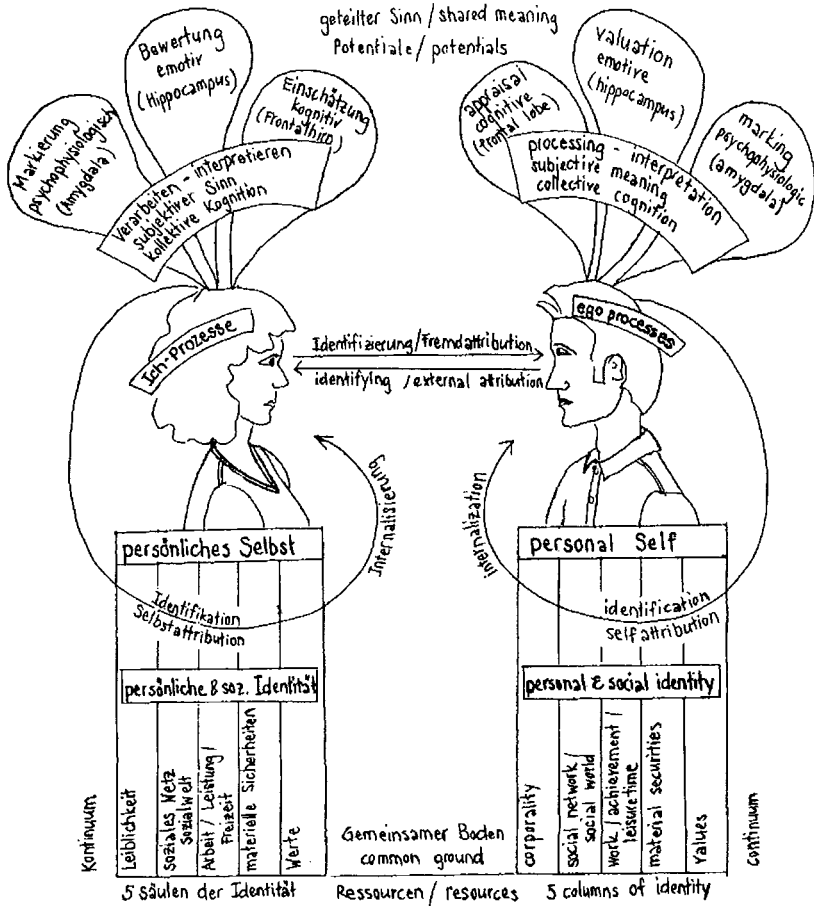 geteilter Sinn / shared meaning
Potentiale / potentials
Markierung
psychophysiologisch
(Amygdala)
Bewertung
emotiv
(Hippocampus)
Einschätzung
kognitiv
(Frontalhirn)
Verarbeiten - interpretieren
subjektiver Sinn
kollektive Kognition
appraisal
cognitive
(frontal lobe)
valuation
emotive
(hippocampus)
marking
psychophysiologic
(amygdala)
processing - interpretation
subjective meaning
collective cognition
Ich-Prozesse
ego processes
Identifizierung/Fremdattribution
identifying / external attribution
Internalisierung
internalization
persönliches Selbst
personal Self
Identifikation
Selbstattribution
identification
self attribution
persönliche & soz. Identität
personal & social identity
Kontinuum
Leiblichkeit
soziales Netz
Sozialwelt
Arbeit / Leistung /
Freizeit
materielle Sicherheiten
Werte
Gemeinsamer Boden
common ground
corporality
social network /
social world
work / achievement /
leisure time
material securities
values
continuum
5 Säulen der Identität
Ressourcen / resources
5 columns of identity